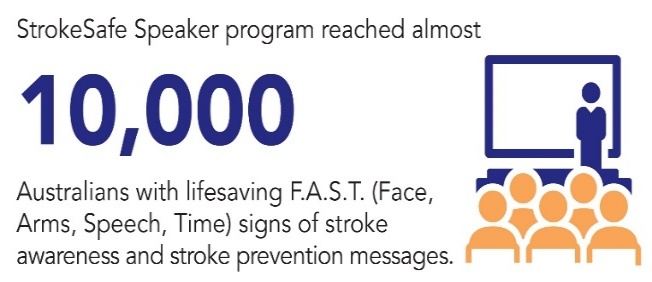 StrokeSafe Speaker program reached almost
10,000
Australians with lifesaving F.A.S.T. (Face,
Arms, Speech, Time) signs of stroke
awareness and stroke prevention messages.